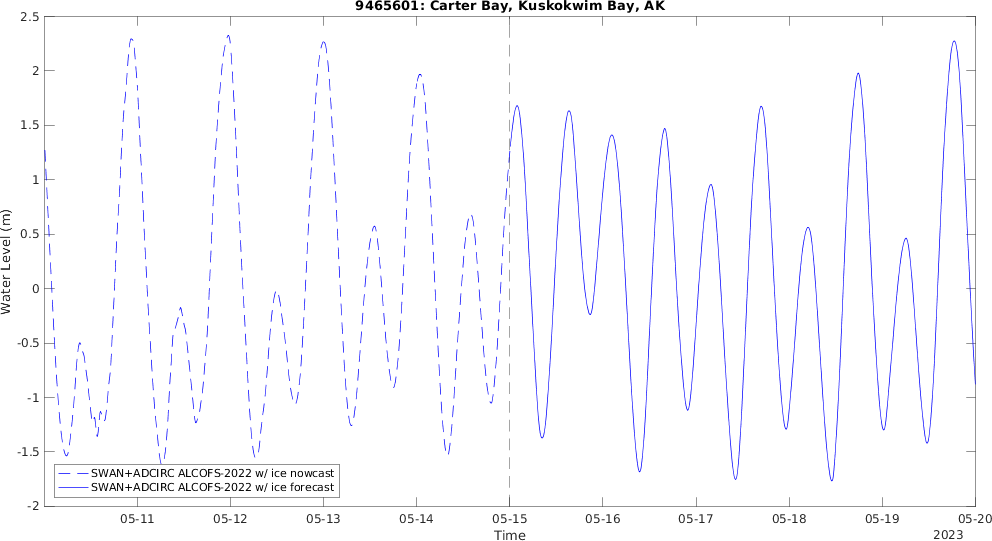 9465601: Carter Bay, Kuskokwim Bay, AK
2.5
2
1.5
1
0.5
0
-0.5
-1
-1.5
-2
Water Level (m)
SWAN+ADCIRC ALCOFS-2022 w/ ice nowcast
SWAN+ADCIRC ALCOFS-2022 w/ ice forecast
05-11 05-12 05-13 05-14 05-15 05-16 05-17 05-18 05-19 05-20
Time
2023